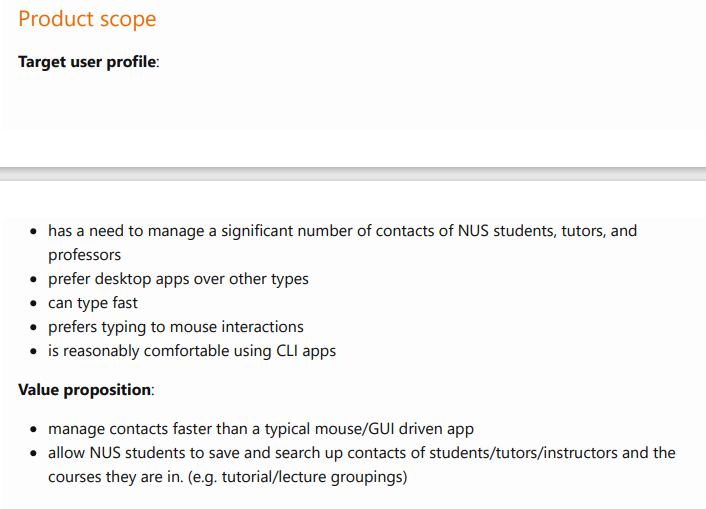 Product scope
Target user profile:
• has a need to manage a significant number of contacts of NUS students, tutors, and
professors
• prefer desktop apps over other types
• can type fast
• prefers typing to mouse interactions
• is reasonably comfortable using CLI apps
Value proposition:
• manage contacts faster than a typical mouse/GUI driven app
• allow NUS students to save and search up contacts of students/tutors/instructors and the
courses they are in. (e.g. tutorial/lecture groupings)